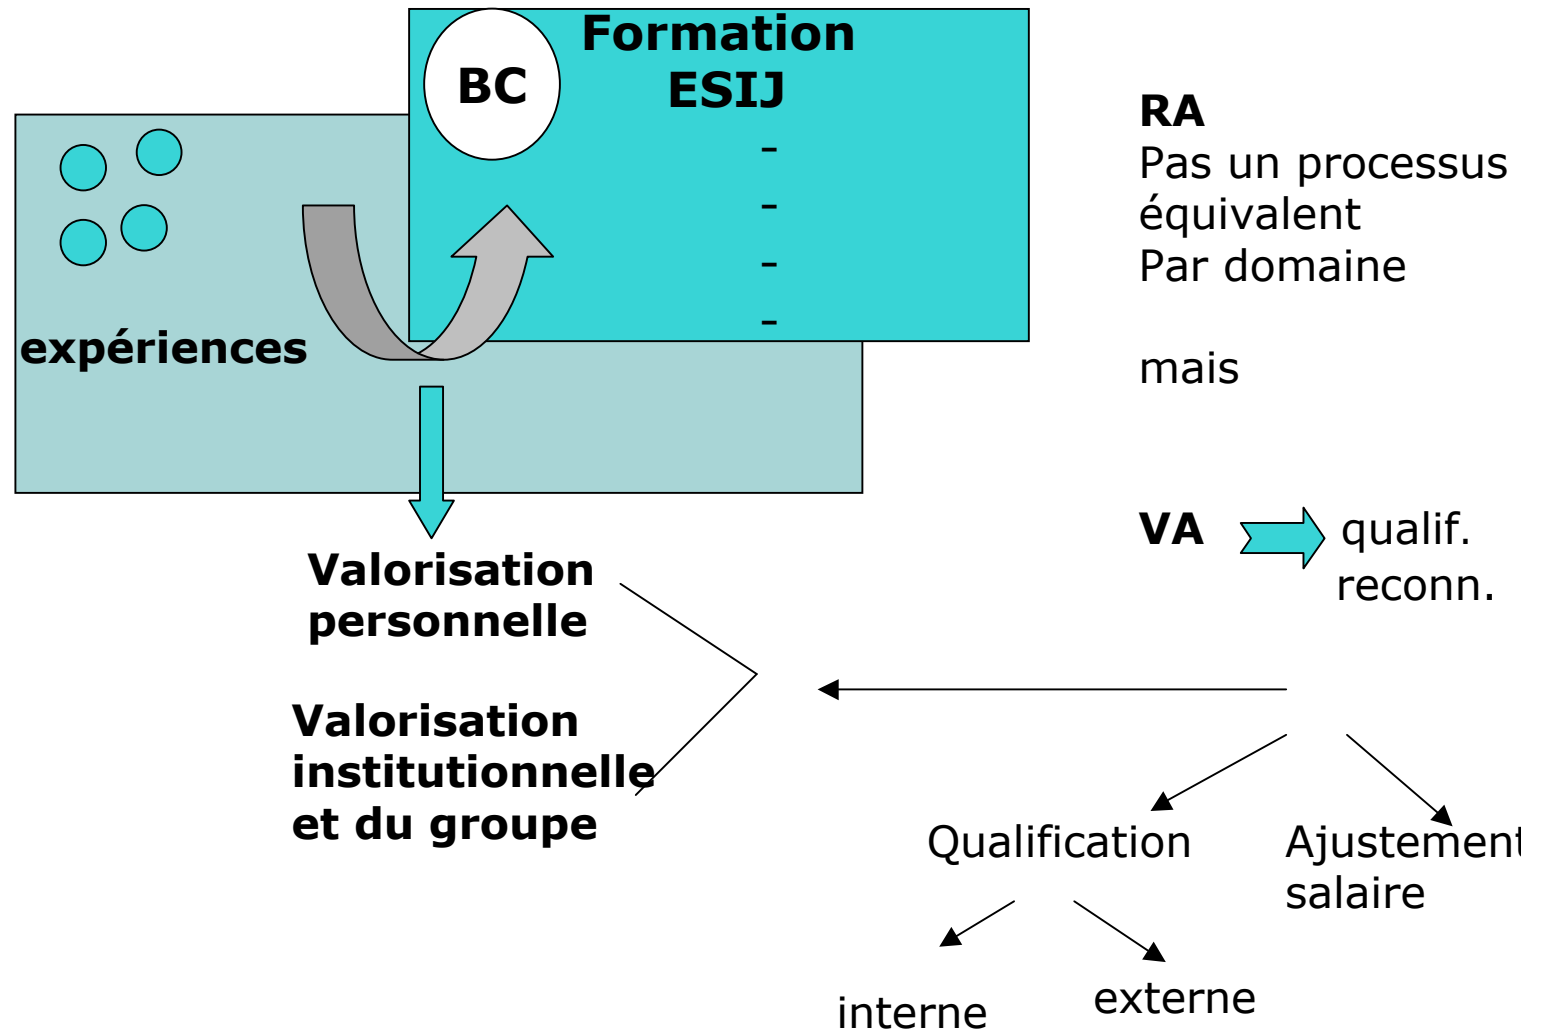 BC
Formation
ESIJ
-
-
-
-
expériences
RA
Pas un processus
équivalent
Par domaine
mais
VA
qualif.
reconn.
Valorisation
personnelle
Valorisation
institutionnelle
et du groupe
Qualification
Ajustement
salaire
interne
externe